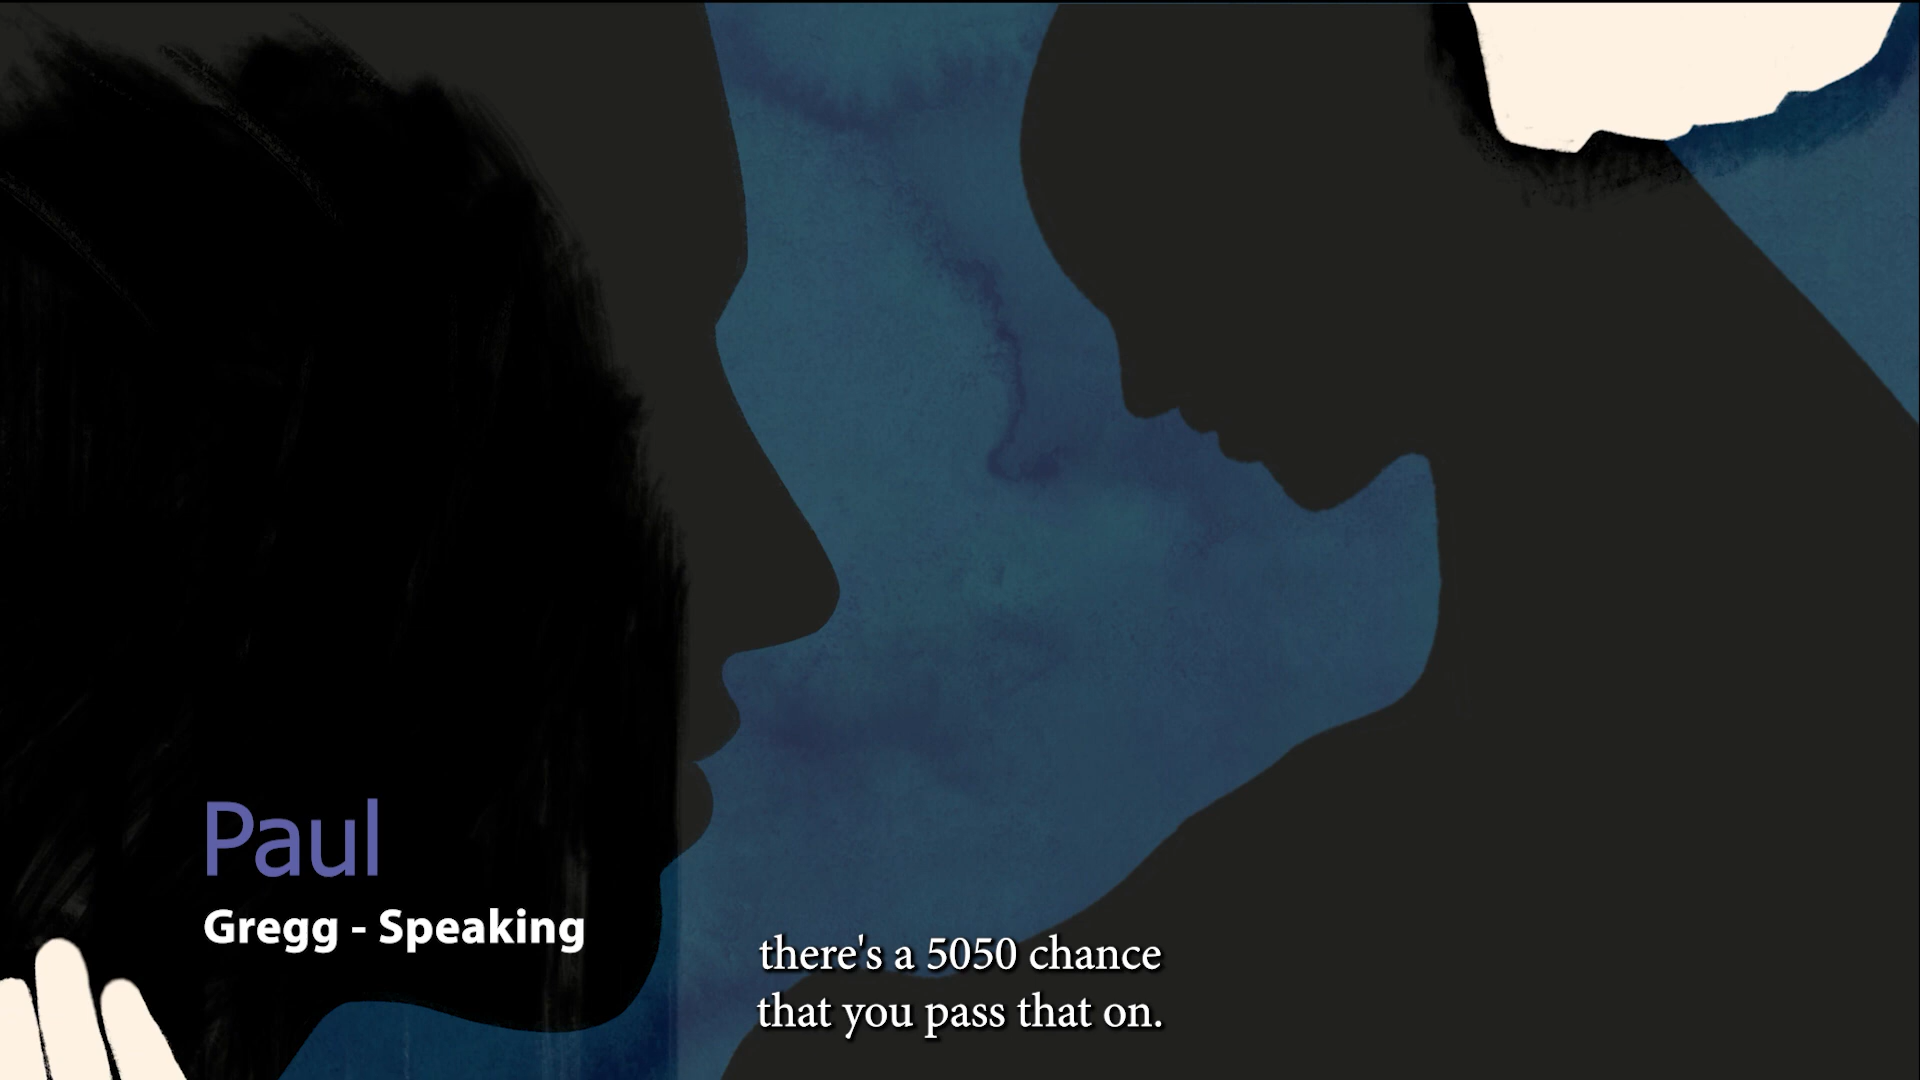 Paul
Gregg - Speaking
there's a 5050 chance
that you pass that on.